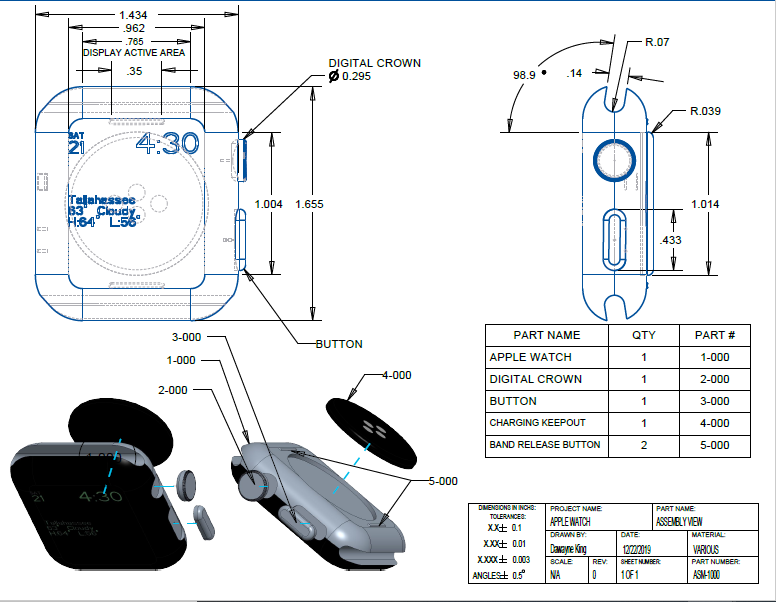 1.434
.962
.765
DISPLAY ACTIVE AREA
.35
DIGITAL CROWN
Ø 0.295
SAT
21
4:30
Tallahassee
63° Cloudy
H:64° L:56°
1.004
1.655
BUTTON
R.07
98.9 °
.14
R.039
1.014
.433
PART NAME QTY PART #
APPLE WATCH 1 1-000
DIGITAL CROWN 1 2-000
BUTTON 1 3-000
CHARGING KEEPOUT 1 4-000
BAND RELEASE BUTTON 2 5-000
3-000
1-000
2-000
4-000
5-000
21
4:30
Tallahassee
DIMENSIONS IN INCHS:
TOLERANCES:
X.X± 0.1
X.XX± 0.01
X.XXX± 0.003
ANGLES± 0.5°
PROJECT NAME:
APPLE WATCH
PART NAME:
ASSEMBLY VIEW
DRAWN BY:
Dawayne King
DATE:
12/22/2019
MATERIAL:
VARIOUS
SCALE:
N/A
REV:
0
SHEET NUMBER:
1 OF 1
PART NUMBER:
ASM-1000